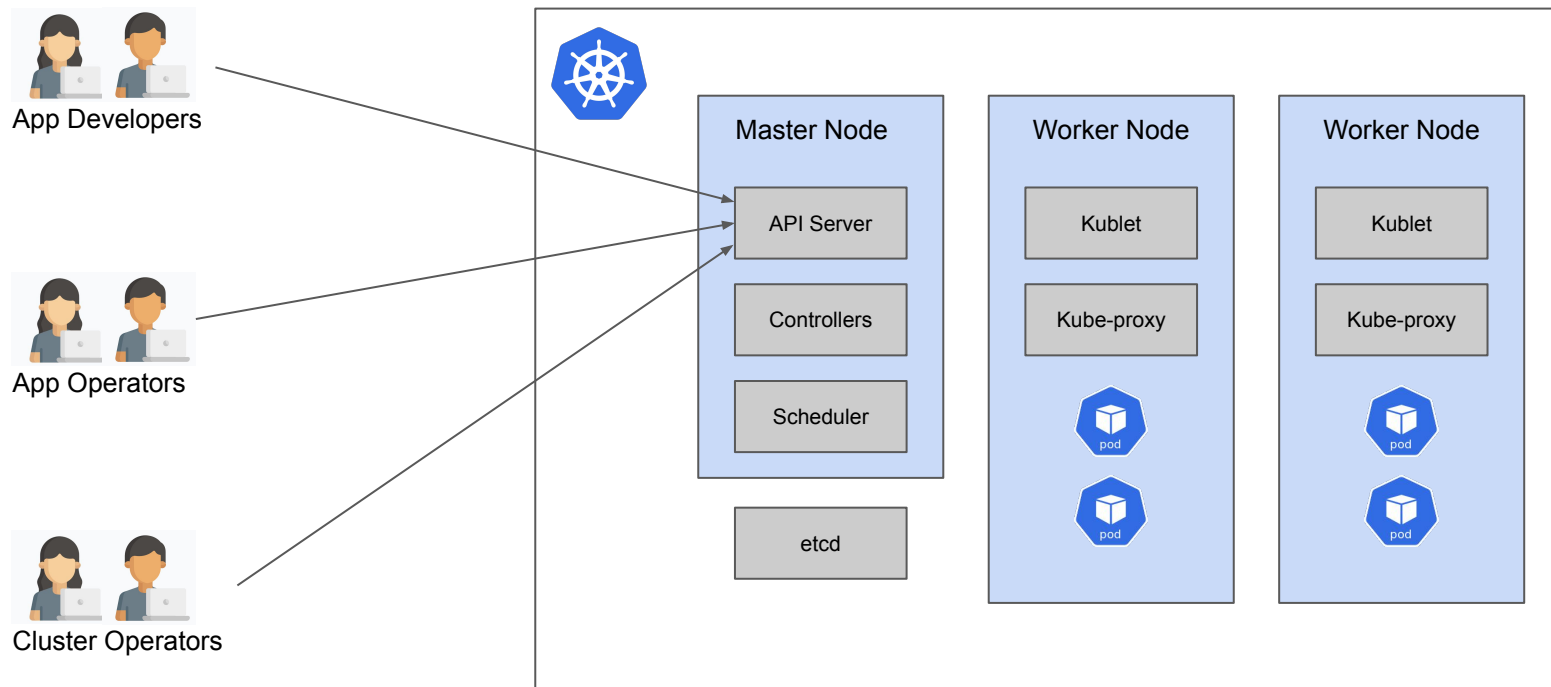 App Developers
App Operators
Cluster Operators
Master Node
API Server
Controllers
Scheduler
etcd
Worker Node
Kublet
Kube-proxy
pod
pod
Worker Node
Kublet
Kube-proxy
pod
pod